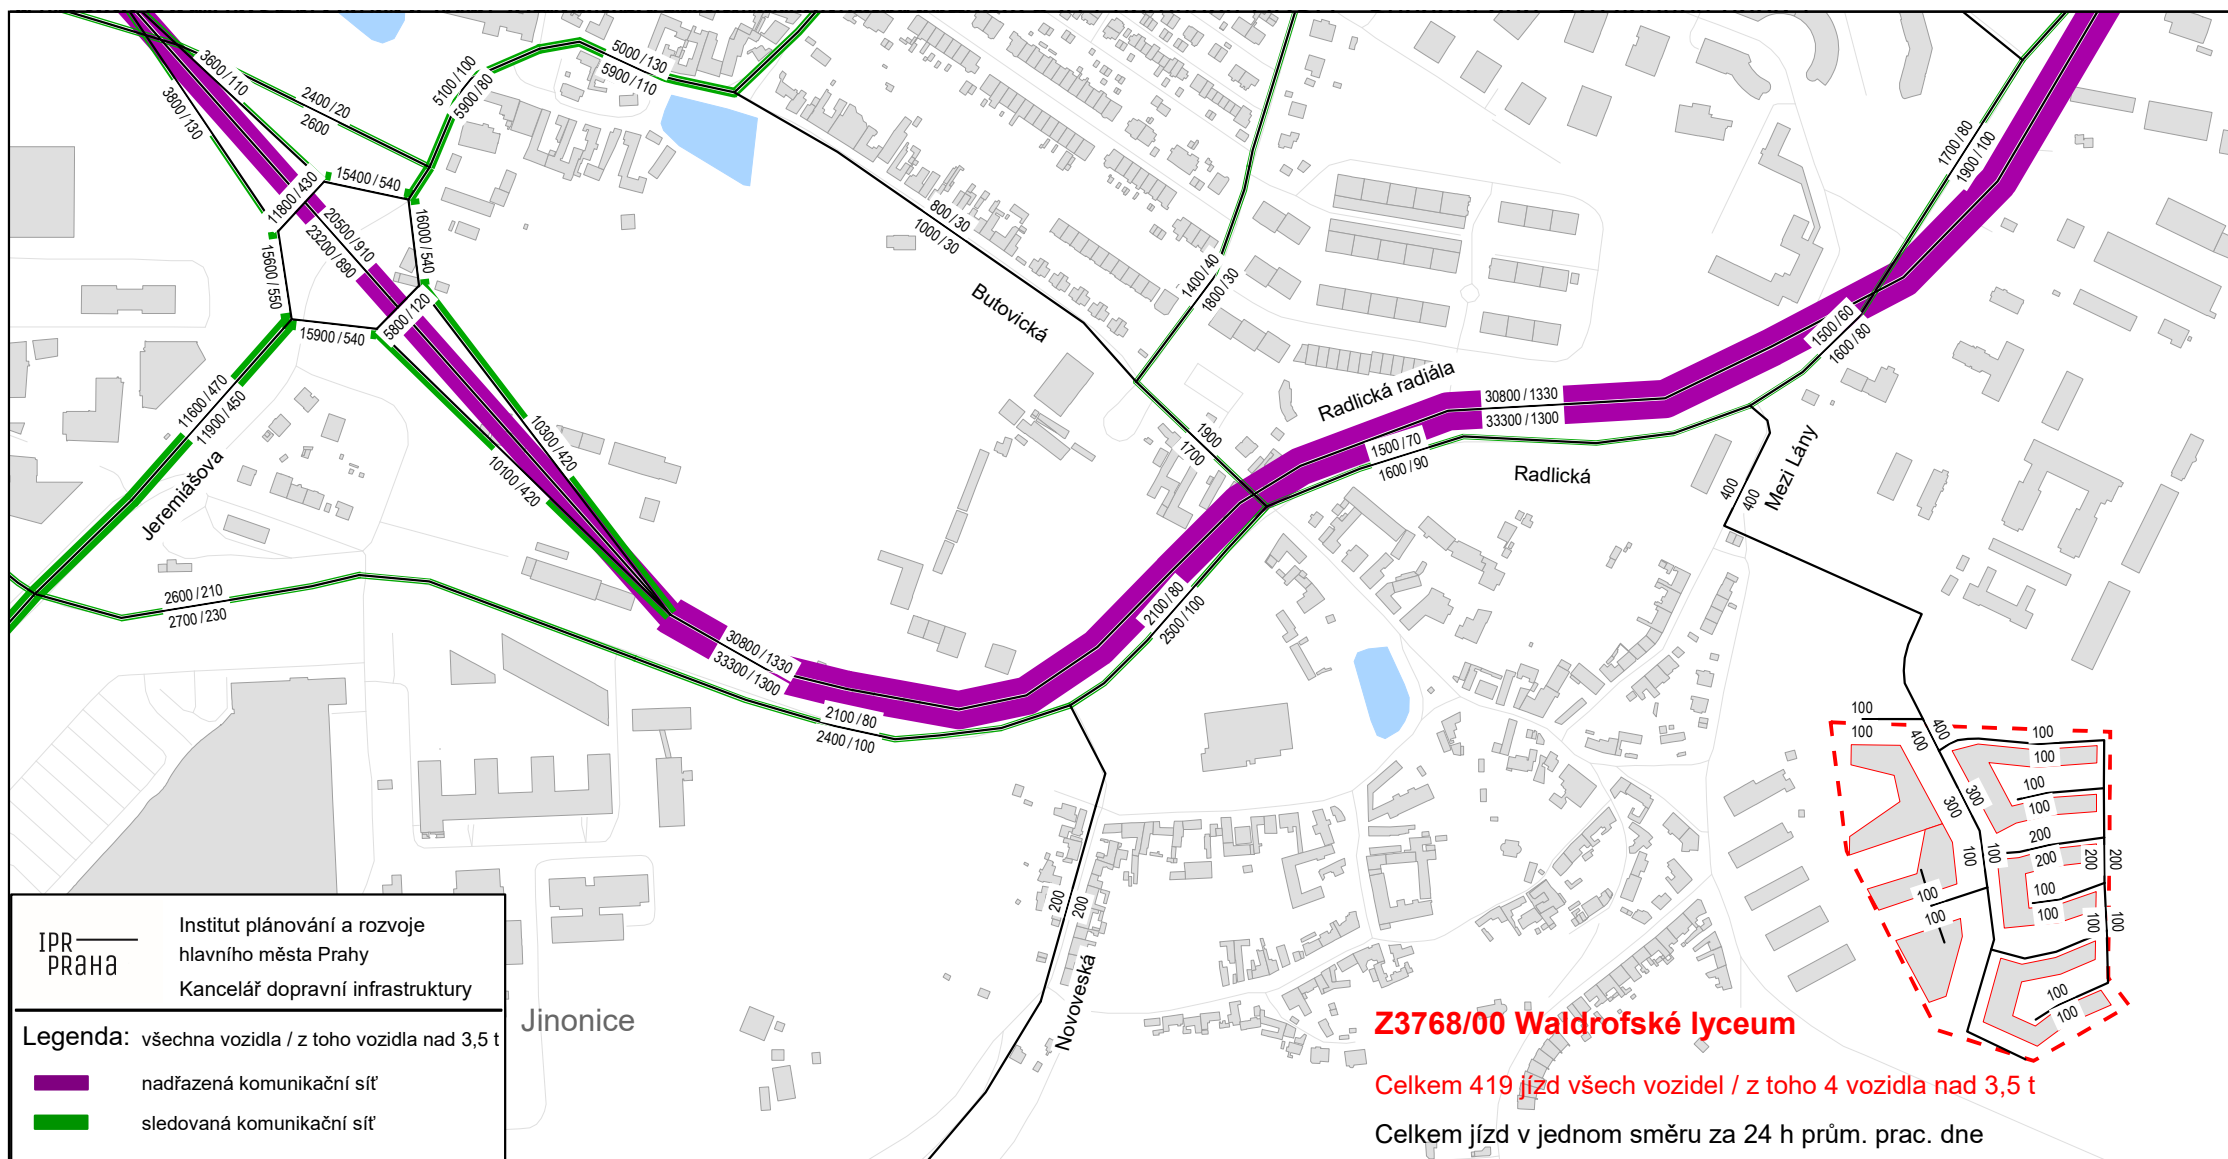 3600 / 110
3800 / 130
2400 / 20
2600
5100 / 100
5900 / 80
5000 / 130
5900 / 110
11800 / 430
15400 / 540
20500 / 910
23200 / 890
16000 / 540
15600 / 550
15900 / 540
5800 / 120
11600 / 470
11900 / 450
Jeremiášova
10300 / 420
10100 / 420
2600 / 210
2700 / 230
800 / 30
1000 / 30
Butovická
1400 / 40
1800 / 30
1900
1700
Radlická radiála
30800 / 1330
33300 / 1300
1500 / 70
1600 / 90
Radlická
1500 / 60
1600 / 80
1700 / 80
1900 / 100
400
400
Mezi Lány
2100 / 80
2500 / 100
30800 / 1330
33300 / 1300
2100 / 80
2400 / 100
200
200
Novoveská
100
100
400
400
100
100
300
300
100
100
200
200
200
200
100
100
100
100
100
100
100
100
100
100
100
Jinonice
IPR
PRAHA
Institut plánování a rozvoje
hlavního města Prahy
Kancelář dopravní infrastruktury
Legenda: všechna vozidla / z toho vozidla nad 3,5 t
nadřazená komunikační síť
sledovaná komunikační síť
Z3768/00 Waldrofské lyceum
Celkem 419 jízd všech vozidel / z toho 4 vozidla nad 3,5 t
Celkem jízd v jednom směru za 24 h prům. prac. dne